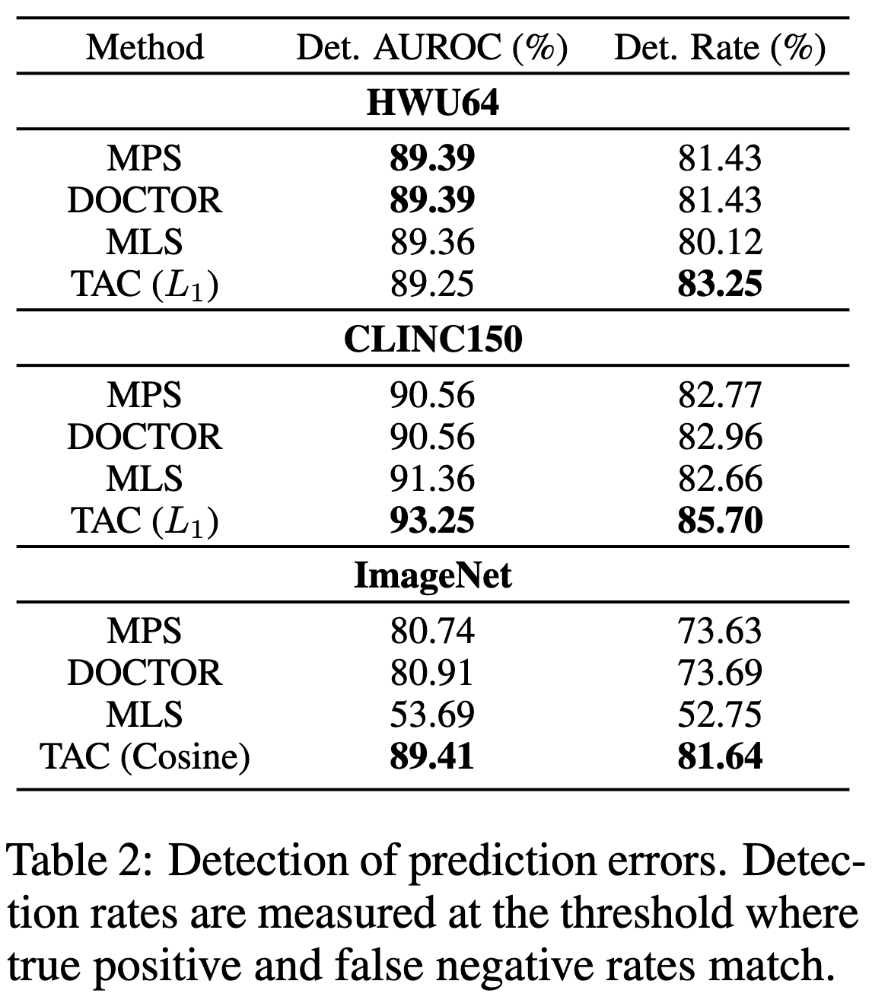 Method Det. AUROC (%) Det. Rate (%)
HWU64
MPS 89.39 81.43
DOCTOR 89.39 81.43
MLS 89.36 80.12
TAC (L₁) 89.25 83.25
CLINC150
MPS 90.56 82.77
DOCTOR 90.56 82.96
MLS 91.36 82.66
TAC (L₁) 93.25 85.70
ImageNet
MPS 80.74 73.63
DOCTOR 80.91 73.69
MLS 53.69 52.75
TAC (Cosine) 89.41 81.64
Table 2: Detection of prediction errors. Detec-
tion rates are measured at the threshold where
true positive and false negative rates match.